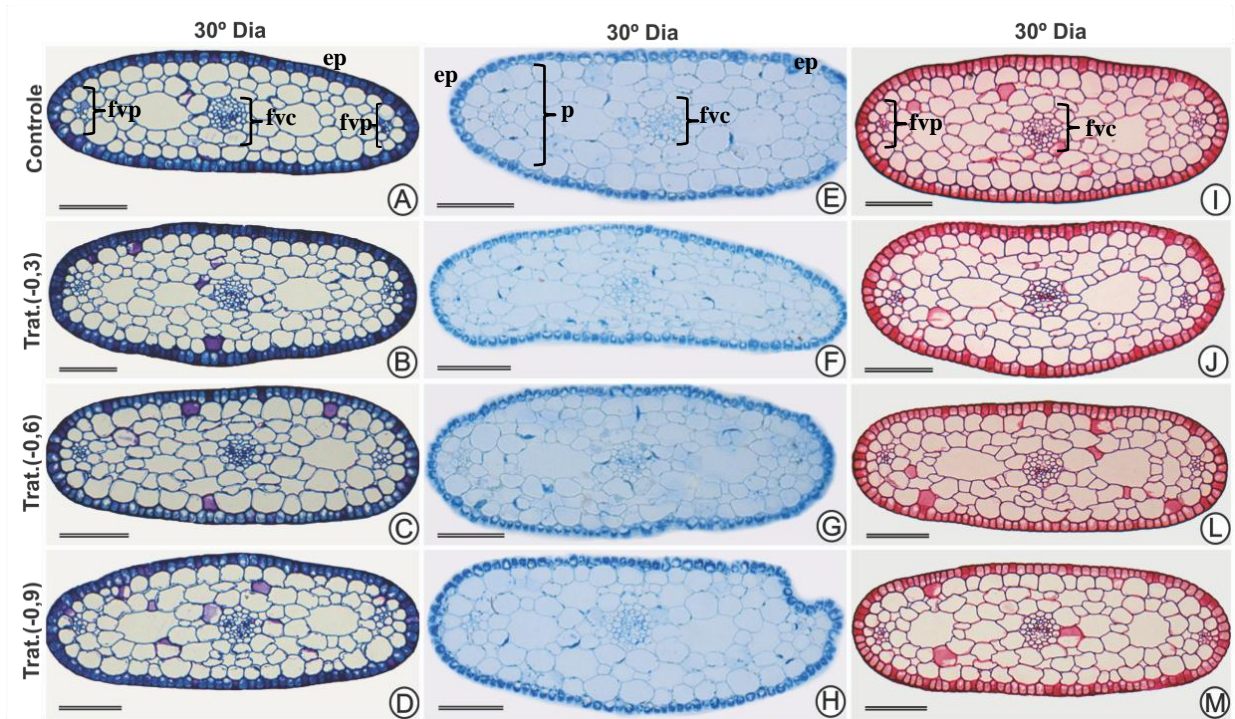 30º Dia 30º Dia 30º Dia
Controle
ep
fvp
fvc
fvp
A
ep
ep
p
fvc
E
fvp
fvc
I
Trat.(-0,3)
B
F
J
Trat.(-0,6)
C
G
L
Trat.(-0,9)
D
H
M